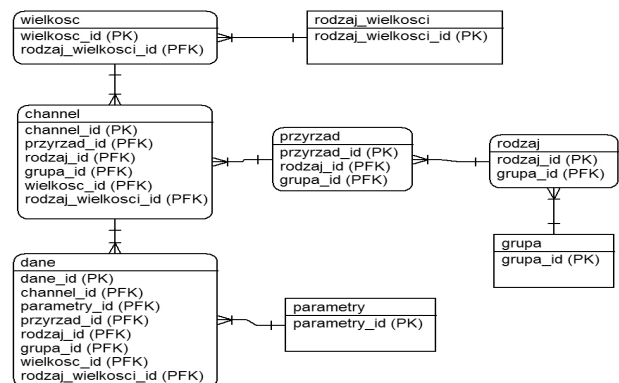 wielkosc
wielkosc_id (PK)
rodzaj_wielkosci_id (PFK)
rodzaj_wielkosci
rodzaj_wielkosci_id (PK)
channel
channel_id (PK)
przyrzad_id (PFK)
rodzaj_id (PFK)
grupa_id (PFK)
wielkosc_id (PFK)
rodzaj_wielkosci_id (PFK)
przyrzad
przyrzad_id (PK)
rodzaj_id (PFK)
grupa_id (PFK)
rodzaj
rodzaj_id (PK)
grupa_id (PFK)
grupa
grupa_id (PK)
dane
dane_id (PK)
channel_id (PFK)
parametry_id (PFK)
przyrzad_id (PFK)
rodzaj_id (PFK)
grupa_id (PFK)
wielkosc_id (PFK)
rodzaj_wielkosci_id (PFK)
parametry
parametry_id (PK)